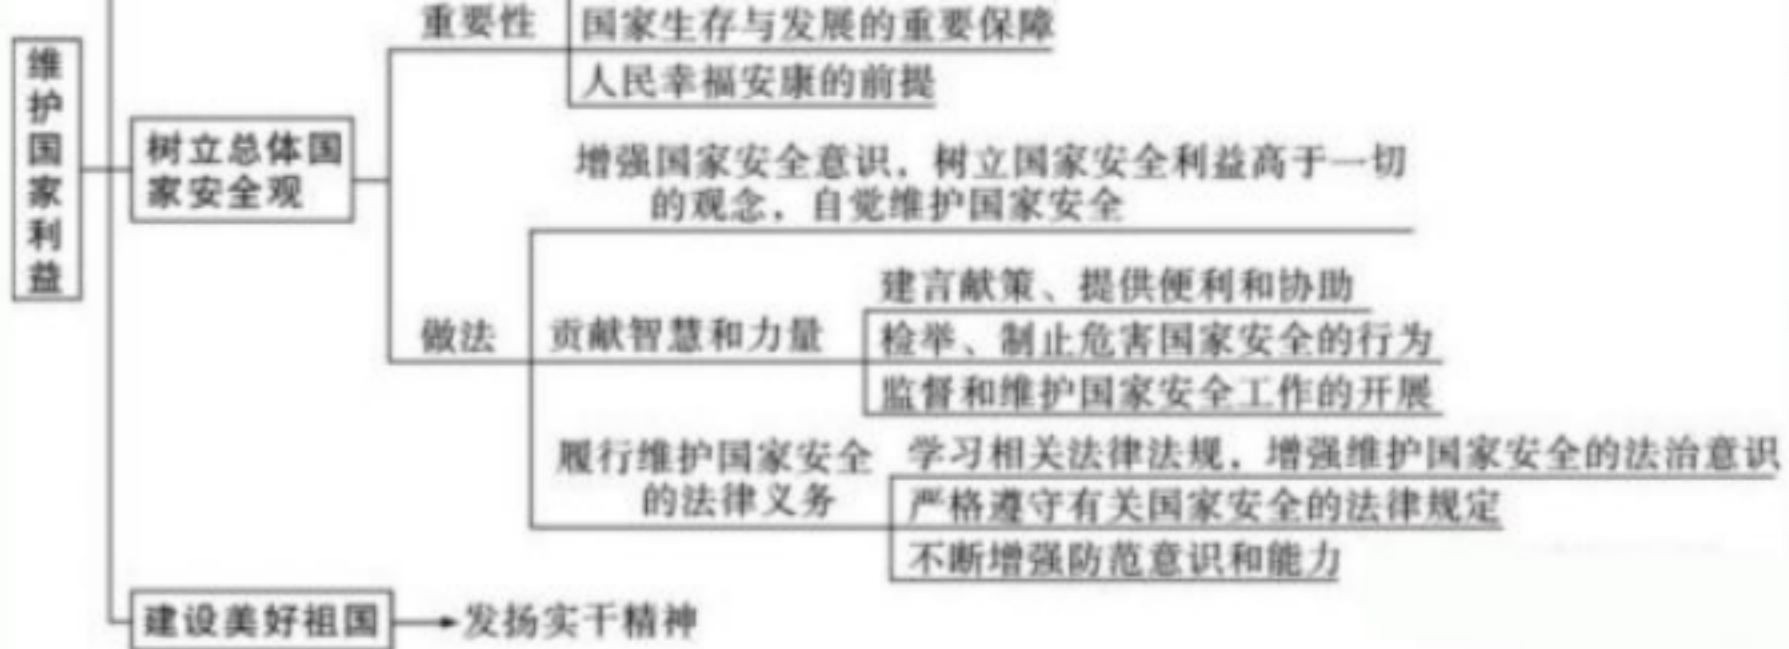 维护国家利益
树立总体国
家安全观
重要性
国家生存与发展的重要保障
人民幸福安康的前提
做法
增强国家安全意识，树立国家安全利益高于一切
的观念，自觉维护国家安全
贡献智慧和力量
建言献策、提供便利和协助
检举、制止危害国家安全的行为
监督和维护国家安全工作的开展
履行维护国家安全
的法律义务
学习相关法律法规，增强维护国家安全的法治意识
严格遵守有关国家安全的法律规定
不断增强防范意识和能力
建设美好祖国
发扬实干精神